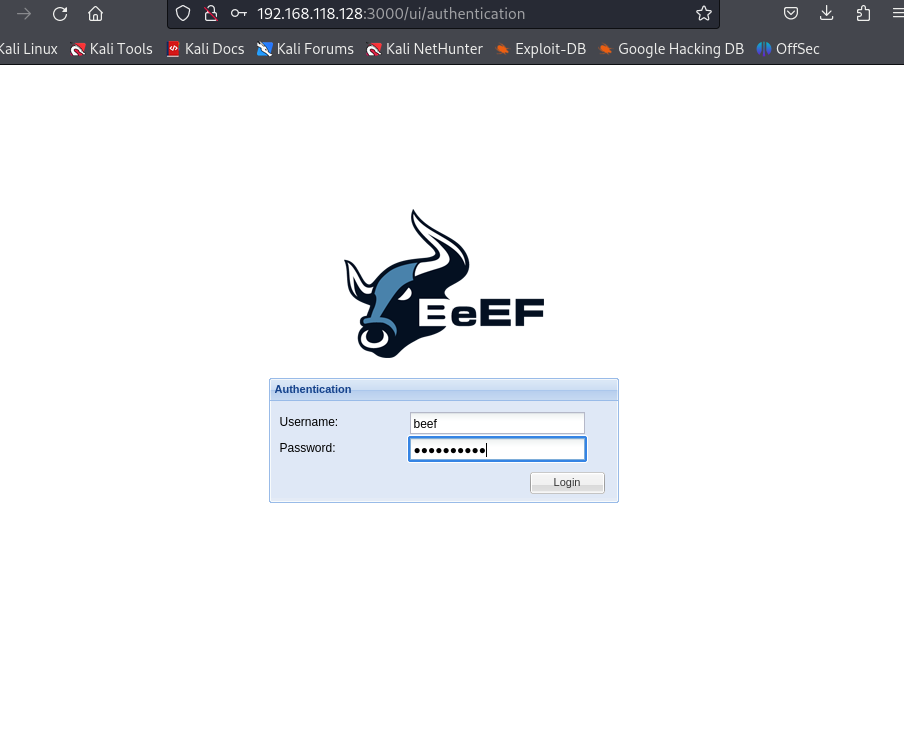 192.168.118.128:3000/ui/authentication
Kali Linux Kali Tools Kali Docs Kali Forums Kali NetHunter Exploit-DB Google Hacking DB OffSec
BeEF
Authentication
Username: beef
Password: ●●●●●●●●●●
Login